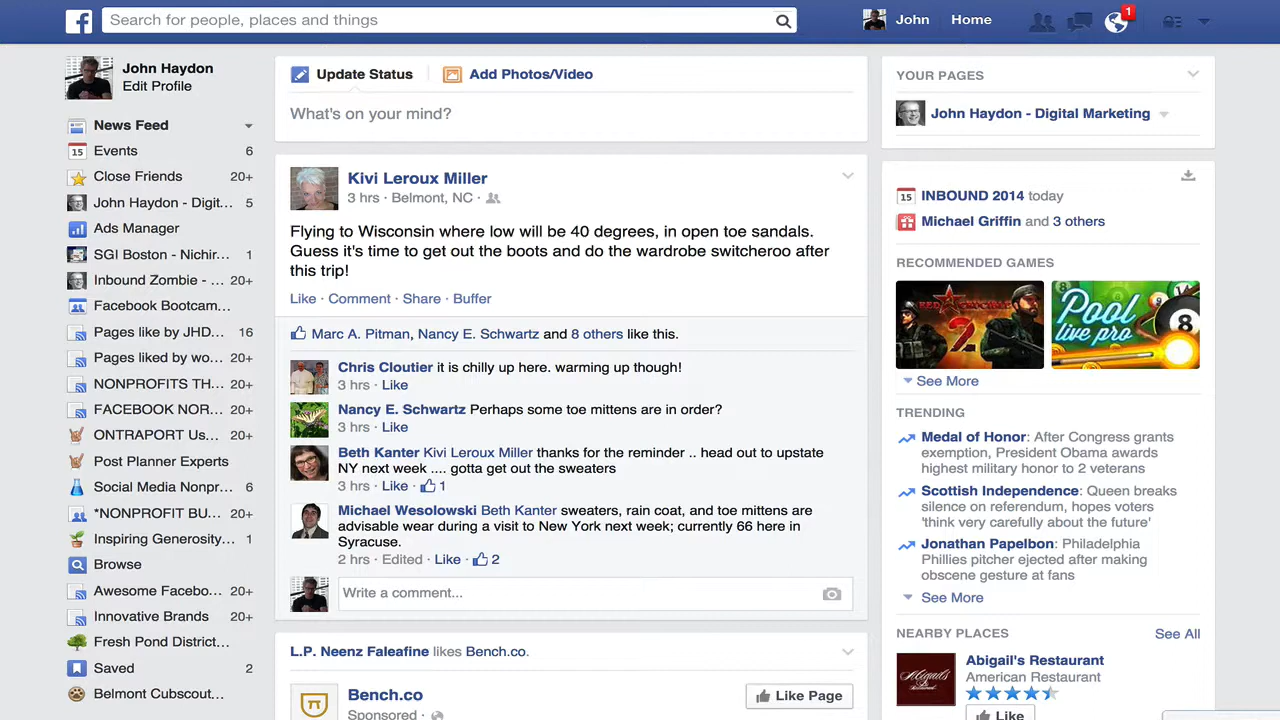 Search for people, places and things
John
Home
1
John Haydon
Edit Profile
News Feed
Events 6
Close Friends 20+
John Haydon - Digit... 5
Ads Manager
SGI Boston - Nichir... 1
Inbound Zombie - ... 20+
Facebook Bootcam...
Pages like by JHD... 16
Pages liked by wo... 20+
NONPROFITS TH... 20+
FACEBOOK NOR... 20+
ONTRAPORT Us... 20+
Post Planner Experts
Social Media Nonpr... 6
*NONPROFIT BU... 20+
Inspiring Generosity... 1
Browse
Awesome Facebo... 20+
Innovative Brands 20+
Fresh Pond District...
Saved 2
Belmont Cubscout...
Update Status
Add Photos/Video
What's on your mind?
Kivi Leroux Miller
3 hrs · Belmont, NC ·
Flying to Wisconsin where low will be 40 degrees, in open toe sandals.
Guess it's time to get out the boots and do the wardrobe switcheroo after
this trip!
Like · Comment · Share · Buffer
Marc A. Pitman, Nancy E. Schwartz and 8 others like this.
Chris Cloutier it is chilly up here. warming up though!
3 hrs · Like
Nancy E. Schwartz Perhaps some toe mittens are in order?
3 hrs · Like
Beth Kanter Kivi Leroux Miller thanks for the reminder .. head out to upstate
NY next week .... gotta get out the sweaters
3 hrs · Like · 1
Michael Wesolowski Beth Kanter sweaters, rain coat, and toe mittens are
advisable wear during a visit to New York next week; currently 66 here in
Syracuse.
2 hrs · Edited · Like · 2
Write a comment...
L.P. Neenz Faleafine likes Bench.co.
Bench.co
Sponsored ·
Like Page
YOUR PAGES
John Haydon - Digital Marketing
15 INBOUND 2014 today
Michael Griffin and 3 others
RECOMMENDED GAMES
2
Pool
live pro
8
See More
TRENDING
Medal of Honor: After Congress grants
exemption, President Obama awards
highest military honor to 2 veterans
Scottish Independence: Queen breaks
silence on referendum, hopes voters
'think very carefully about the future'
Jonathan Papelbon: Philadelphia
Phillies pitcher ejected after making
obscene gesture at fans
See More
NEARBY PLACES
See All
Abigail's Restaurant
American Restaurant
Like